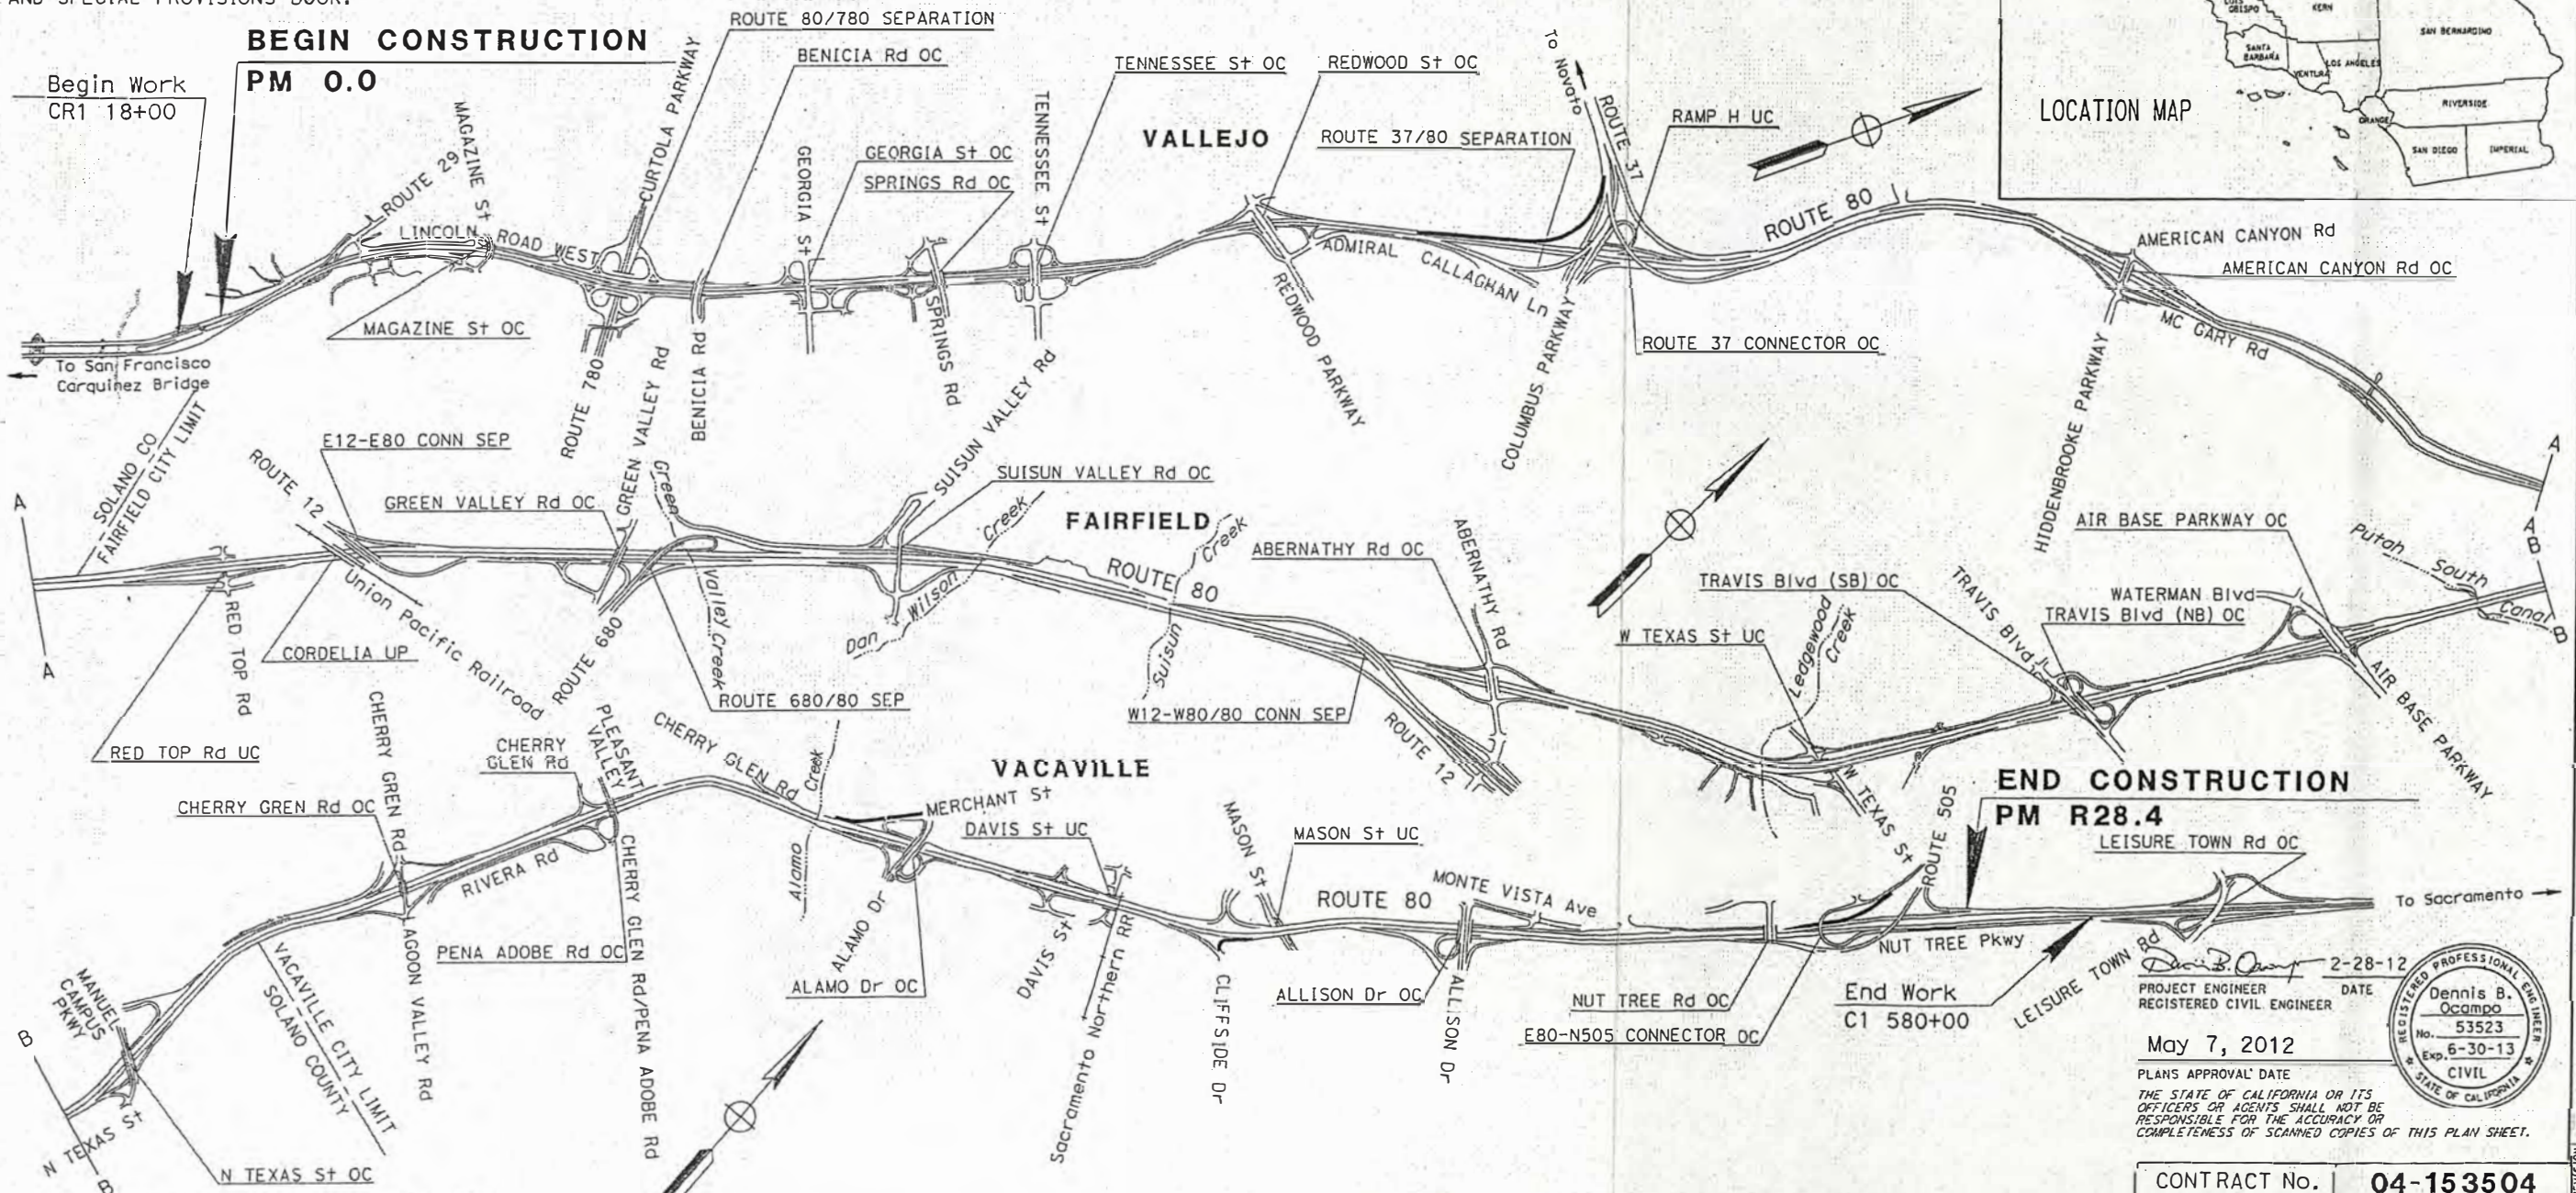 AND SPECIAL PROVISIONS BOOK.
BEGIN CONSTRUCTION
PM 0.0
Begin Work
CR1 18+00
ROUTE 80/780 SEPARATION
BENICIA Rd OC
TENNESSEE St OC
REDWOOD St OC
To Novato
LOCATION MAP
OBISPO
KERN
SANTA BARBARA
VENTURA
LOS ANGELES
SAN BERNARDINO
ORANGE
RIVERSIDE
SAN DIEGO
IMPERIAL
MAGAZINE St
ROUTE 29
CURTOLA PARKWAY
GEORGIA St
GEORGIA St OC
SPRINGS Rd OC
TENNESSEE St
VALLEJO
ROUTE 37/80 SEPARATION
ROUTE 37
RAMP H UC
LINCOLN ROAD WEST
ADMIRAL CALLAGHAN Ln
ROUTE 80
AMERICAN CANYON Rd
AMERICAN CANYON Rd OC
MAGAZINE St OC
To San Francisco
Carquinez Bridge
ROUTE 780
BENICIA Rd
SPRINGS Rd
REDWOOD PARKWAY
COLUMBUS PARKWAY
ROUTE 37 CONNECTOR OC
HIDDENBROOKE PARKWAY
MC GARY Rd
A
A
SOLANO CO
FAIRFIELD CITY LIMIT
ROUTE 12
E12-E80 CONN SEP
GREEN VALLEY Rd OC
GREEN VALLEY Rd
Green
Valley Creek
SUISUN VALLEY Rd
SUISUN VALLEY Rd OC
Dan Wilson Creek
FAIRFIELD
Suisun Creek
ROUTE 80
ABERNATHY Rd OC
ABERNATHY Rd
TRAVIS Blvd (SB) OC
TRAVIS Blvd
TRAVIS Blvd (NB) OC
W TEXAS St UC
Ledgewood Creek
AIR BASE PARKWAY OC
WATERMAN Blvd
Putah South Canal
AIR BASE PARKWAY
B
B
A
A
RED TOP Rd
RED TOP Rd UC
CORDELIA UP
Union Pacific Railroad
ROUTE 680
ROUTE 680/80 SEP
W12-W80/80 CONN SEP
ROUTE 12
W TEXAS St
CHERRY GREN Rd
CHERRY GREN Rd OC
CHERRY GLEN Rd
PLEASANT VALLEY
CHERRY GLEN Rd
Alamo Creek
VACAVILLE
MERCHANT St
DAVIS St UC
MASON St
MASON St UC
ROUTE 80
MONTE VISTA Ave
ROUTE 505
END CONSTRUCTION
PM R28.4
LEISURE TOWN Rd OC
To Sacramento
RIVERA Rd
LAGOON VALLEY Rd
PENA ADOBE Rd OC
CHERRY GLEN Rd/PENA ADOBE Rd
ALAMO Dr
ALAMO Dr OC
DAVIS St
Sacramento Northern RR
CLIFFSIDE Dr
ALLISON Dr OC
ALLISON Dr
NUT TREE Rd OC
E80-N505 CONNECTOR OC
NUT TREE Pkwy
End Work
C1 580+00
LEISURE TOWN Rd
B
B
MANUEL CAMPUS PKWY
VACAVILLE CITY LIMIT
SOLANO COUNTY
N TEXAS St
N TEXAS St OC
2-28-12
PROJECT ENGINEER DATE
REGISTERED CIVIL ENGINEER
May 7, 2012
PLANS APPROVAL DATE
REGISTERED PROFESSIONAL ENGINEER
Dennis B.
Ocampo
No. 53523
Exp. 6-30-13
CIVIL
STATE OF CALIFORNIA
THE STATE OF CALIFORNIA OR ITS
OFFICERS OR AGENTS SHALL NOT BE
RESPONSIBLE FOR THE ACCURACY OR
COMPLETENESS OF SCANNED COPIES OF THIS PLAN SHEET.
CONTRACT No. 04-153504